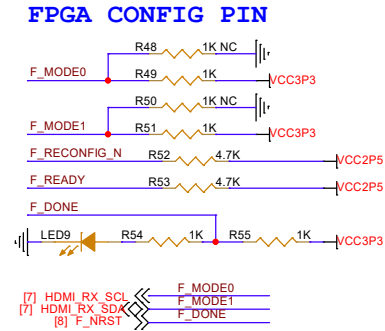 FPGA CONFIG PIN
R48 1K NC
F_MODE0 R49 1K VCC3P3
R50 1K NC
F_MODE1 R51 1K VCC3P3
F_RECONFIG_N R52 4.7K VCC2P5
F_READY R53 4.7K VCC2P5
F_DONE
LED9 R54 1K R55 1K VCC3P3
[7] HDMI_RX_SCL F_MODE0
[7] HDMI_RX_SDA F_MODE1
[8] F_NRST F_DONE